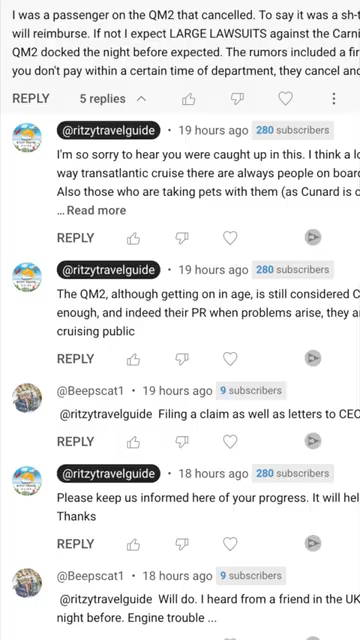 I was a passenger on the QM2 that cancelled. To say it was a sh-t
will reimburse. If not I expect LARGE LAWSUITS against the Carni
QM2 docked the night before expected. The rumors included a fir
you don't pay within a certain time of department, they cancel and
REPLY 5 replies
@ritzytravelguide • 19 hours ago 280 subscribers
I'm so sorry to hear you were caught up in this. I think a lo
way transatlantic cruise there are always people on board
Also those who are taking pets with them (as Cunard is o
... Read more
REPLY
@ritzytravelguide • 19 hours ago 280 subscribers
The QM2, although getting on in age, is still considered C
enough, and indeed their PR when problems arise, they a
cruising public
REPLY
@Beepscat1 • 19 hours ago 9 subscribers
@ritzytravelguide Filing a claim as well as letters to CEO
REPLY
@ritzytravelguide • 18 hours ago 280 subscribers
Please keep us informed here of your progress. It will hel
Thanks
REPLY
@Beepscat1 • 18 hours ago 9 subscribers
@ritzytravelguide Will do. I heard from a friend in the UK
night before. Engine trouble ...